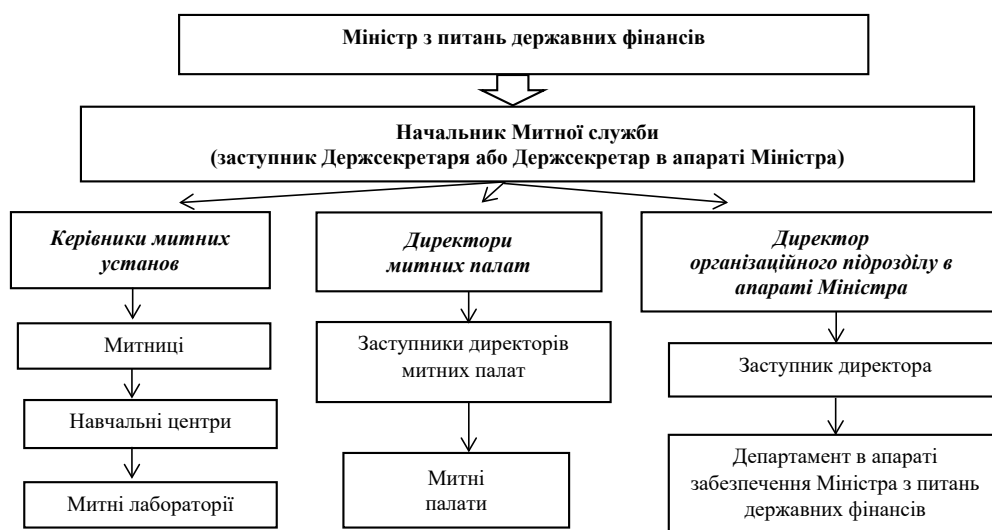 Міністр з питань державних фінансів
Начальник Митної служби
(заступник Держсекретаря або Держсекретар в апараті Міністра)
Керівники митних
установ
Митниці
Навчальні центри
Митні лабораторії
Директори
митних палат
Заступники директорів
митних палат
Митні
палати
Директор
організаційного підрозділу в
апараті Міністра
Заступник директора
Департамент в апараті
забезпечення Міністра з питань
державних фінансів